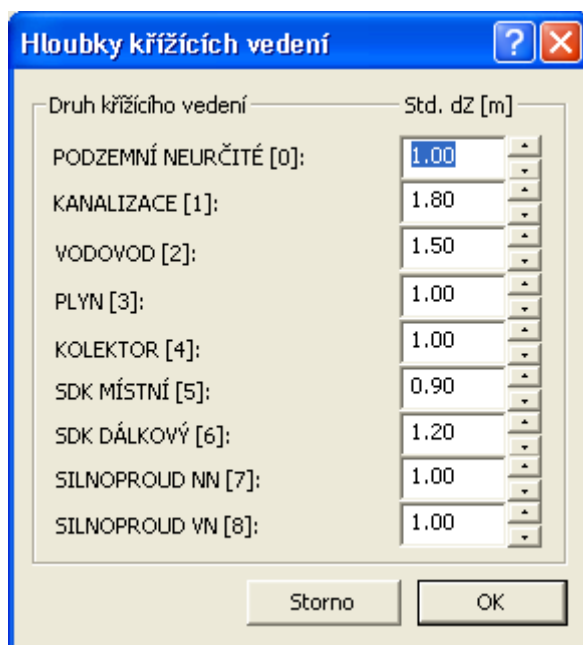 Hloubky křížících vedení
Druh křížícího vedení Std. dZ [m]
PODZEMNÍ NEURČITÉ [0]: 1.00
KANALIZACE [1]: 1.80
VODOVOD [2]: 1.50
PLYN [3]: 1.00
KOLEKTOR [4]: 1.00
SDK MÍSTNÍ [5]: 0.90
SDK DÁLKOVÝ [6]: 1.20
SILNOPROUD NN [7]: 1.00
SILNOPROUD VN [8]: 1.00
Storno OK